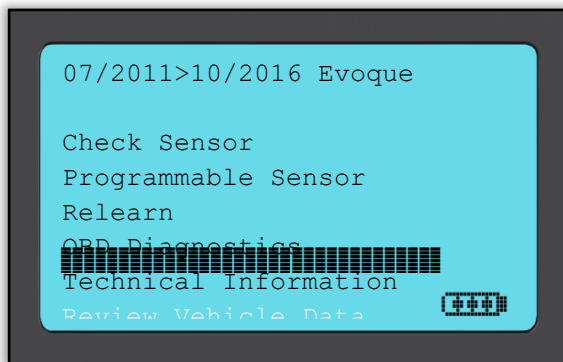 07/2011>10/2016 Evoque
Check Sensor
Programmable Sensor
Relearn
OBD Diagnostics
Technical Information
Review Vehicle Data